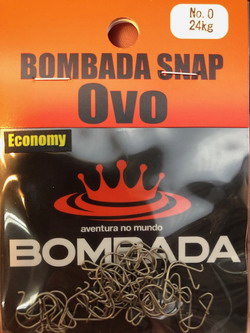 No.0
24kg
BOMBADA SNAP
Ovo
Economy
aventura no mundo
BOMBADA